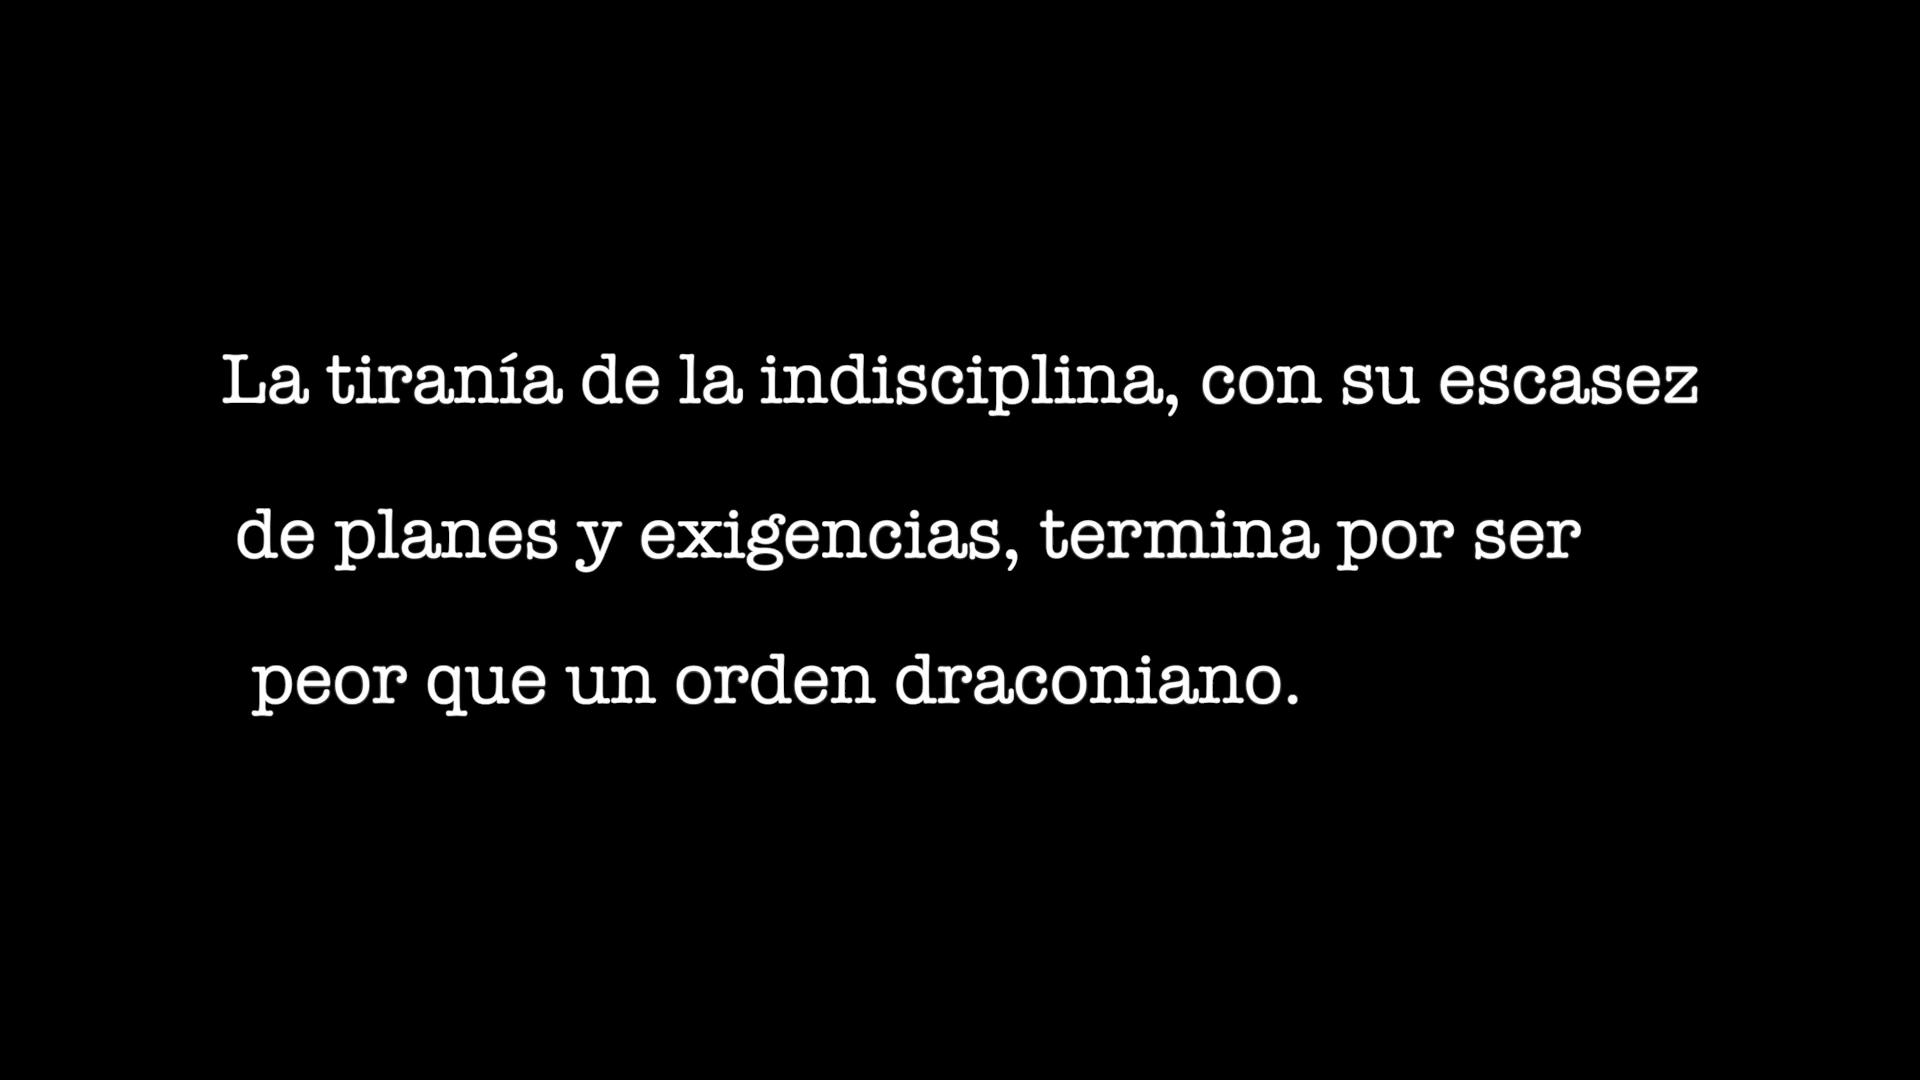 La tiranía de la indisciplina, con su escasez
de planes y exigencias, termina por ser
peor que un orden draconiano.